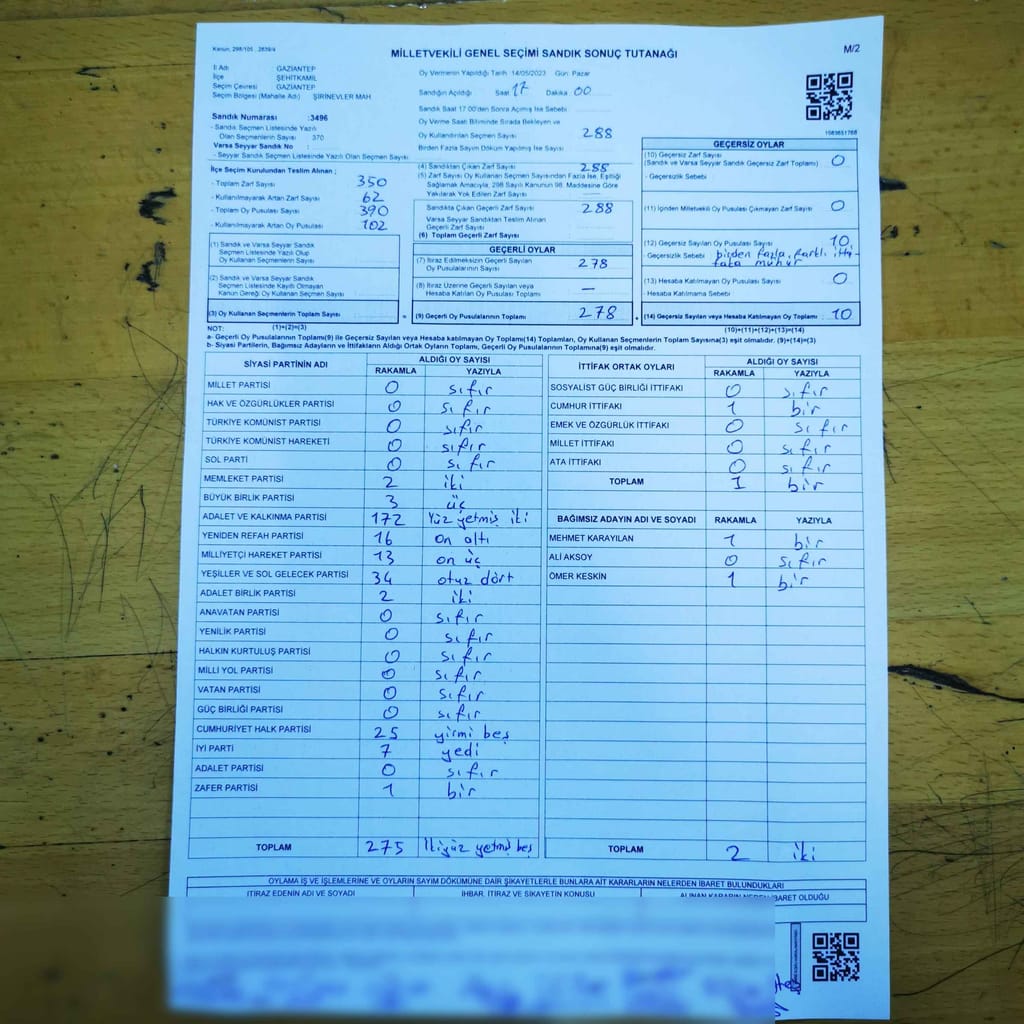 Kanun, 298/105 . 2839/4
MİLLETVEKİLİ GENEL SEÇİMİ SANDIK SONUÇ TUTANAĞI
M/2
İl Adı : GAZİANTEP
İlçe : ŞEHİTKAMİL
Seçim Çevresi : GAZİANTEP
Seçim Bölgesi (Mahalle Adı) : ŞİRİNEVLER MAH
Sandık Numarası :3496
- Sandık Seçmen Listesinde Yazılı
Olan Seçmenlerin Sayısı : 370
Varsa Seyyar Sandık No :
- Seyyar Sandık Seçmen Listesinde Yazılı Olan Seçmen Sayısı
İlçe Seçim Kurulundan Teslim Alınan ;
- Toplam Zarf Sayısı 350
- Kullanılmayarak Artan Zarf Sayısı 62
- Toplam Oy Pusulası Sayısı 390
- Kullanılmayarak Artan Oy Pusulası 102
(1) Sandık ve Varsa Seyyar Sandık
Seçmen Listesinde Yazılı Olup
Oy Kullanan Seçmenlerin Sayısı
(2) Sandık ve Varsa Seyyar Sandık
Seçmen Listesinde Kayıtlı Olmayan
Kanun Gereği Oy Kullanan Seçmen Sayısı
(3) Oy Kullanan Seçmenlerin Toplam Sayısı
Oy Vermenin Yapıldığı Tarih :14/05/2023 Gün: Pazar
Sandığın Açıldığı Saat 17 Dakika 00
Sandık Saat 17:00'den Sonra Açılmış İse Sebebi
Oy Verme Saati Bitiminde Sırada Bekleyen ve
Oy Kullandırılan Seçmen Sayısı 288
Birden Fazla Sayım Döküm Yapılmış İse Sayısı
(4) Sandıktan Çıkan Zarf Sayısı 288
(5) Zarf Sayısı Oy Kullanan Seçmen Sayısından Fazla İse, Eşitliği
Sağlamak Amacıyla, 298 Sayılı Kanunun 98. Maddesine Göre
Yakılarak Yok Edilen Zarf Sayısı
Sandıkta Çıkan Geçerli Zarf Sayısı 288
Varsa Seyyar Sandıktan Teslim Alınan
Geçerli Zarf Sayısı
(6) Toplam Geçerli Zarf Sayısı
GEÇERLİ OYLAR
(7) İtiraz Edilmeksizin Geçerli Sayılan
Oy Pusulalarının Sayısı 278
(8) İtiraz Üzerine Geçerli Sayılan veya
Hesaba Katılan Oy Pusulası Toplamı —
(9) Geçerli Oy Pusulalarının Toplamı 278
1083651768
GEÇERSİZ OYLAR
(10) Geçersiz Zarf Sayısı
(Sandık ve Varsa Seyyar Sandık Geçersiz Zarf Toplamı) 0
- Geçersizlik Sebebi
(11) İçinden Milletvekili Oy Pusulası Çıkmayan Zarf Sayısı 0
(12) Geçersiz Sayılan Oy Pusulası Sayısı 10
- Geçersizlik Sebebi birden fazla farklı
mühür
(13) Hesaba Katılmayan Oy Pusulası Sayısı 0
- Hesaba Katılmama Sebebi
(14) Geçersiz Sayılan veya Hesaba Katılmayan Oy Toplamı : 10
NOT: (1)+(2)=(3) (10)+(11)+(12)+(13)=(14)
a- Geçerli Oy Pusulaları Toplamı(9) ile Geçersiz Sayılan veya Hesaba katılmayan Oy Toplamı(14) Toplamları, Oy Kullanan Seçmenlerin Toplam Sayısına(3) eşit olmalıdır. (9)+(14)=(3)
b- Siyasi Partilerin, Bağımsız Adayların ve İttifakların Aldığı Ortak Oyların Toplamı, Geçerli Oy Pusulalarının Toplamına(9) eşit olmalıdır.
SİYASİ PARTİNİN ADI ALDIĞI OY SAYISI
RAKAMLA YAZIYLA
MİLLET PARTİSİ 0 sıfır
HAK VE ÖZGÜRLÜKLER PARTİSİ 0 sıfır
TÜRKİYE KOMÜNİST PARTİSİ 0 sıfır
TÜRKİYE KOMÜNİST HAREKETİ 0 sıfır
SOL PARTİ 0 sıfır
MEMLEKET PARTİSİ 2 iki
BÜYÜK BİRLİK PARTİSİ 3 üç
ADALET VE KALKINMA PARTİSİ 172 Yüz yetmiş iki
YENİDEN REFAH PARTİSİ 16 on altı
MİLLİYETÇİ HAREKET PARTİSİ 13 on üç
YEŞİLLER VE SOL GELECEK PARTİSİ 34 otuz dört
ADALET BİRLİK PARTİSİ 2 iki
ANAVATAN PARTİSİ 0 sıfır
YENİLİK PARTİSİ 0 sıfır
HALKIN KURTULUŞ PARTİSİ 0 sıfır
MİLLİ YOL PARTİSİ 0 sıfır
VATAN PARTİSİ 0 sıfır
GÜÇ BİRLİĞİ PARTİSİ 0 sıfır
CUMHURİYET HALK PARTİSİ 25 yirmi beş
İYİ PARTİ 7 yedi
ADALET PARTİSİ 0 sıfır
ZAFER PARTİSİ 1 bir
TOPLAM 275 İkiyüz yetmiş beş
İTTİFAK ORTAK OYLARI ALDIĞI OY SAYISI
RAKAMLA YAZIYLA
SOSYALİST GÜÇ BİRLİĞİ İTTİFAKI 0 sıfır
CUMHUR İTTİFAKI 1 bir
EMEK VE ÖZGÜRLÜK İTTİFAKI 0 sıfır
MİLLET İTTİFAKI 0 sıfır
ATA İTTİFAKI 0 sıfır
TOPLAM 1 bir
BAĞIMSIZ ADAYIN ADI VE SOYADI RAKAMLA YAZIYLA
MEHMET KARAYILAN 1 bir
ALİ AKSOY 0 sıfır
ÖMER KESKİN 1 bir
TOPLAM 2 iki
OYLAMA İŞ VE İŞLEMLERİNE VE OYLARIN SAYIM DÖKÜMÜNE DAİR ŞİKAYETLERLE BUNLARA AİT KARARLARIN NELERDEN İBARET BULUNDUKLARI
İTİRAZ EDENİN ADI VE SOYADI İHBAR, İTİRAZ VE ŞİKAYETİN KONUSU ALINAN KARARIN NEDEN İBARET OLDUĞU